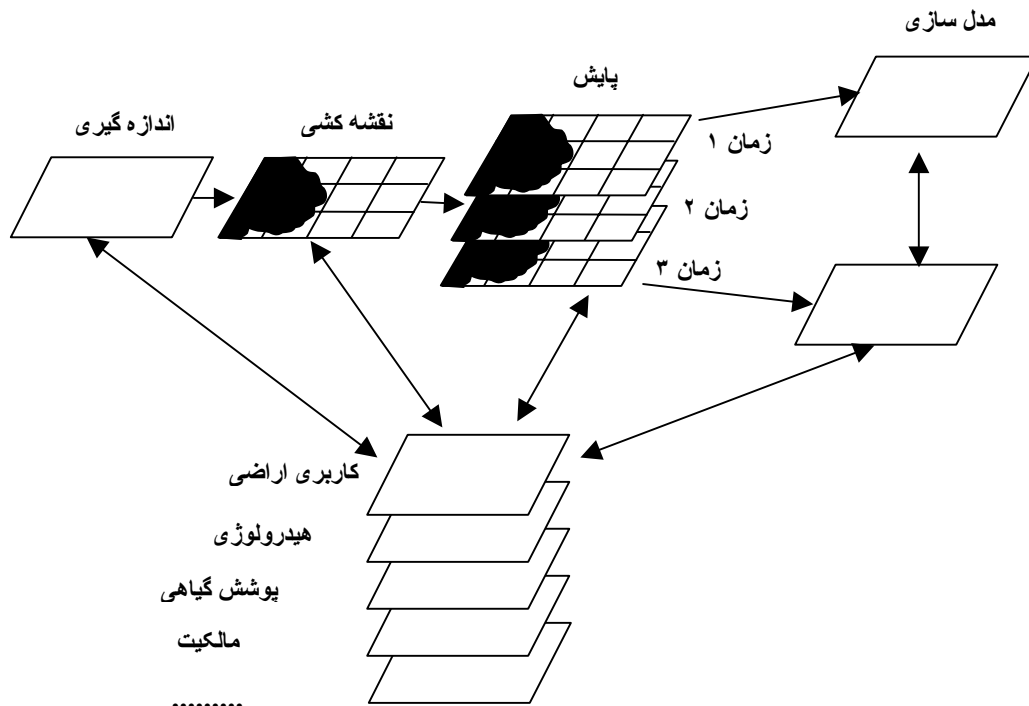 مدل سازی
پایش
نقشه کشی
اندازه گیری
زمان ۱
زمان ۲
زمان ۳
کاربری اراضی
هیدرولوژی
پوشش گیاهی
مالکیت
.........